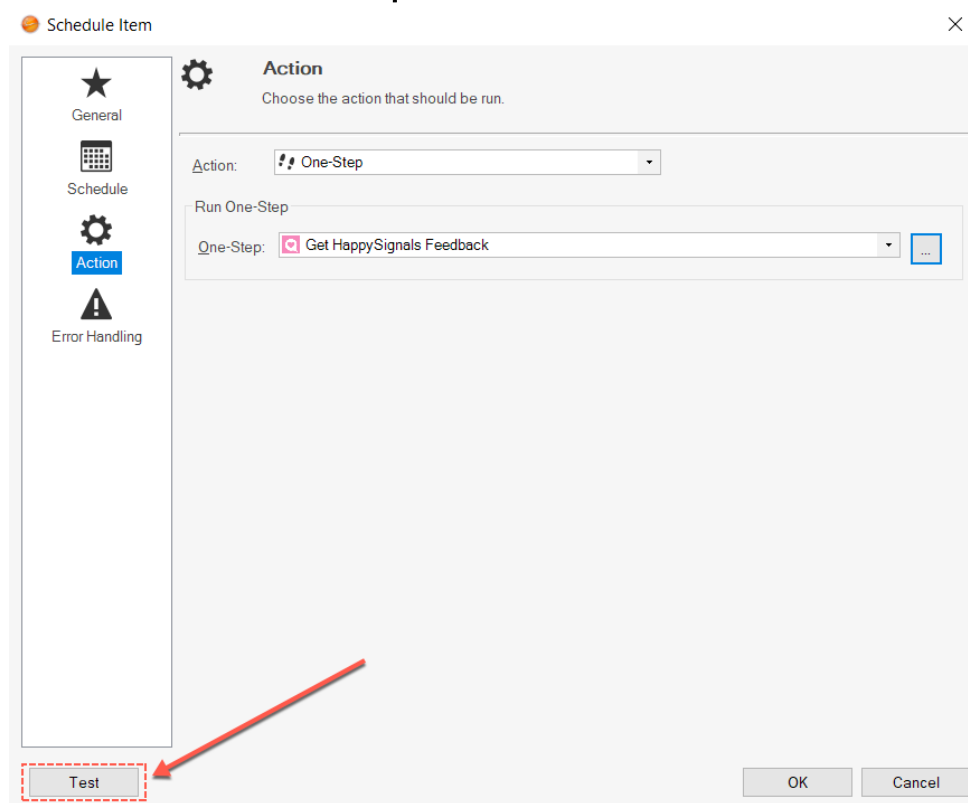 Schedule Item
General
Schedule
Action
Error Handling
Action
Choose the action that should be run.
Action:
One-Step
Run One-Step
One-Step:
Get HappySignals Feedback
...
Test
OK
Cancel